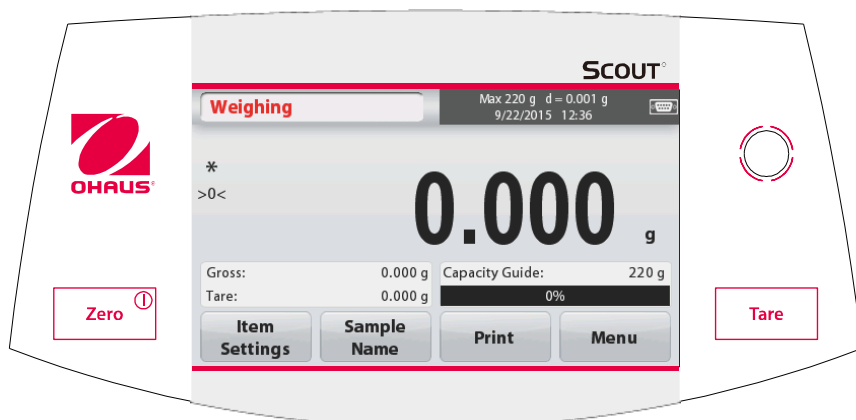 SCOUT
Weighing
Max 220 g d = 0.001 g
9/22/2015 12:36
OHAUS
*
>0<
0.000 g
Gross: 0.000 g
Tare: 0.000 g
Capacity Guide: 220 g
0%
Zero
Tare
Item
Settings
Sample
Name
Print
Menu